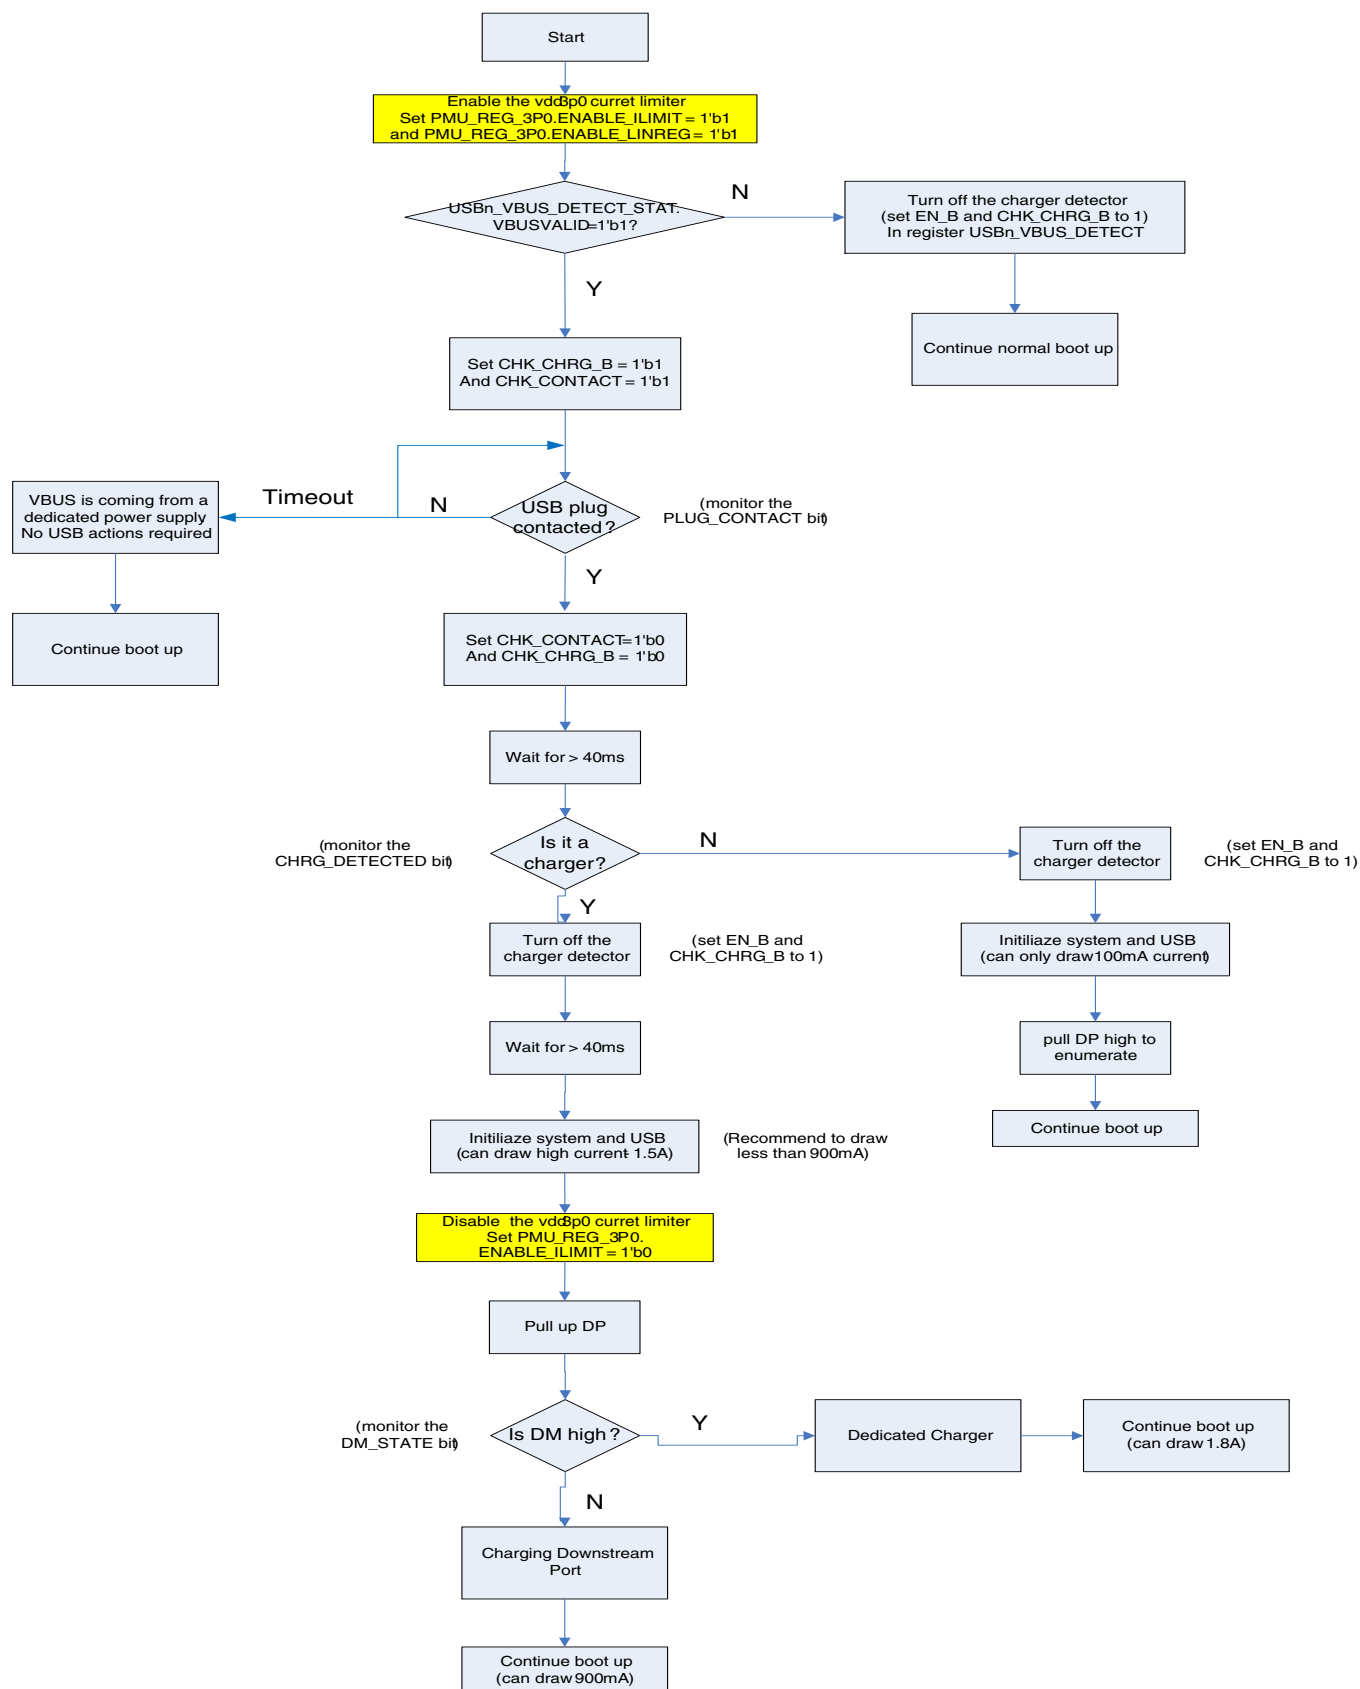 Start
Enable the vdd3p0 curret limiter
Set PMU_REG_3P0.ENABLE_ILIMIT = 1'b1
and PMU_REG_3P0.ENABLE_LINREG = 1'b1
USBn_VBUS_DETECT_STAT.
VBUSVALID=1'b1?
N
Turn off the charger detector
(set EN_B and CHK_CHRG_B to 1)
In register USBn_VBUS_DETECT
Y
Continue normal boot up
Set CHK_CHRG_B = 1'b1
And CHK_CONTACT = 1'b1
VBUS is coming from a
dedicated power supply
No USB actions required
Timeout
N
USB plug
contacted?
(monitor the
PLUG_CONTACT bit)
Y
Continue boot up
Set CHK_CONTACT=1'b0
And CHK_CHRG_B = 1'b0
Wait for > 40ms
(monitor the
CHRG_DETECTED bit)
Is it a
charger?
N
Turn off the
charger detector
(set EN_B and
CHK_CHRG_B to 1)
Y
Turn off the
charger detector
(set EN_B and
CHK_CHRG_B to 1)
Initiliaze system and USB
(can only draw 100mA current)
Wait for > 40ms
pull DP high to
enumerate
Continue boot up
Initiliaze system and USB
(can draw high current- 1.5A)
(Recommend to draw
less than 900mA)
Disable the vdd3p0 curret limiter
Set PMU_REG_3P0.
ENABLE_ILIMIT = 1'b0
Pull up DP
(monitor the
DM_STATE bit)
Is DM high?
Y
Dedicated Charger
Continue boot up
(can draw 1.8A)
N
Charging Downstream
Port
Continue boot up
(can draw 900mA)